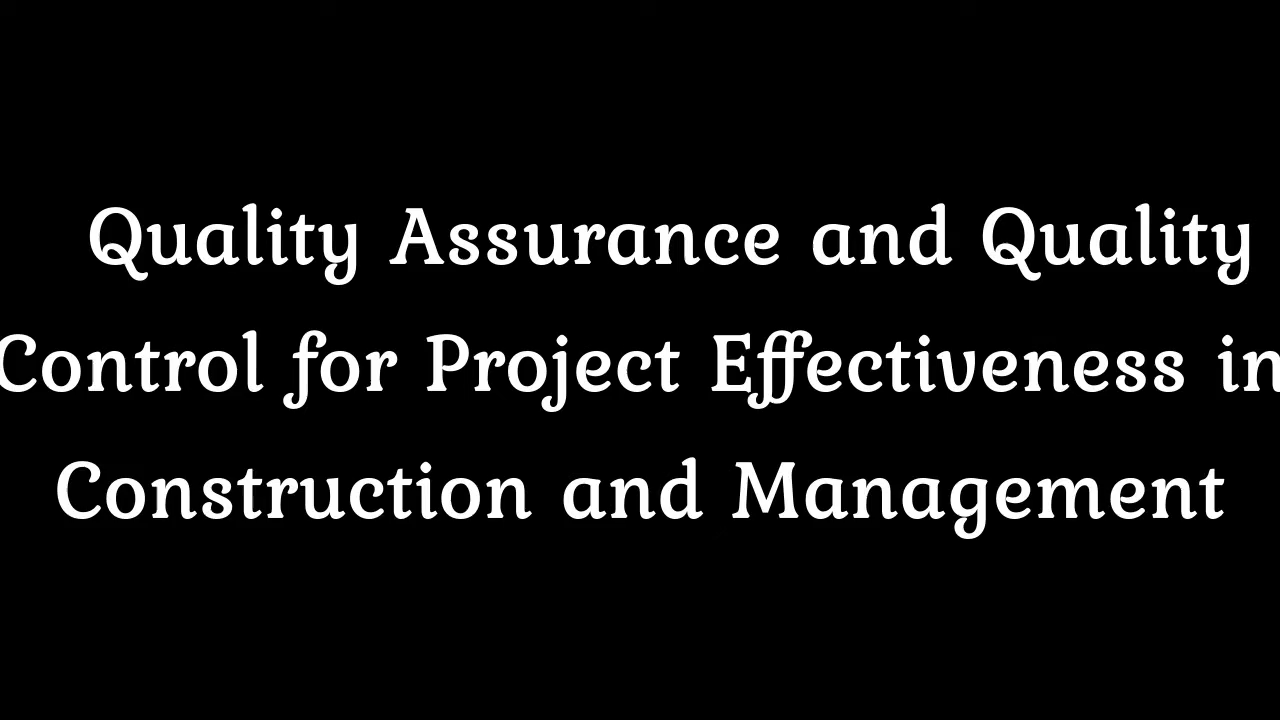 Quality Assurance and Quality
Control for Project Effectiveness in
Construction and Management